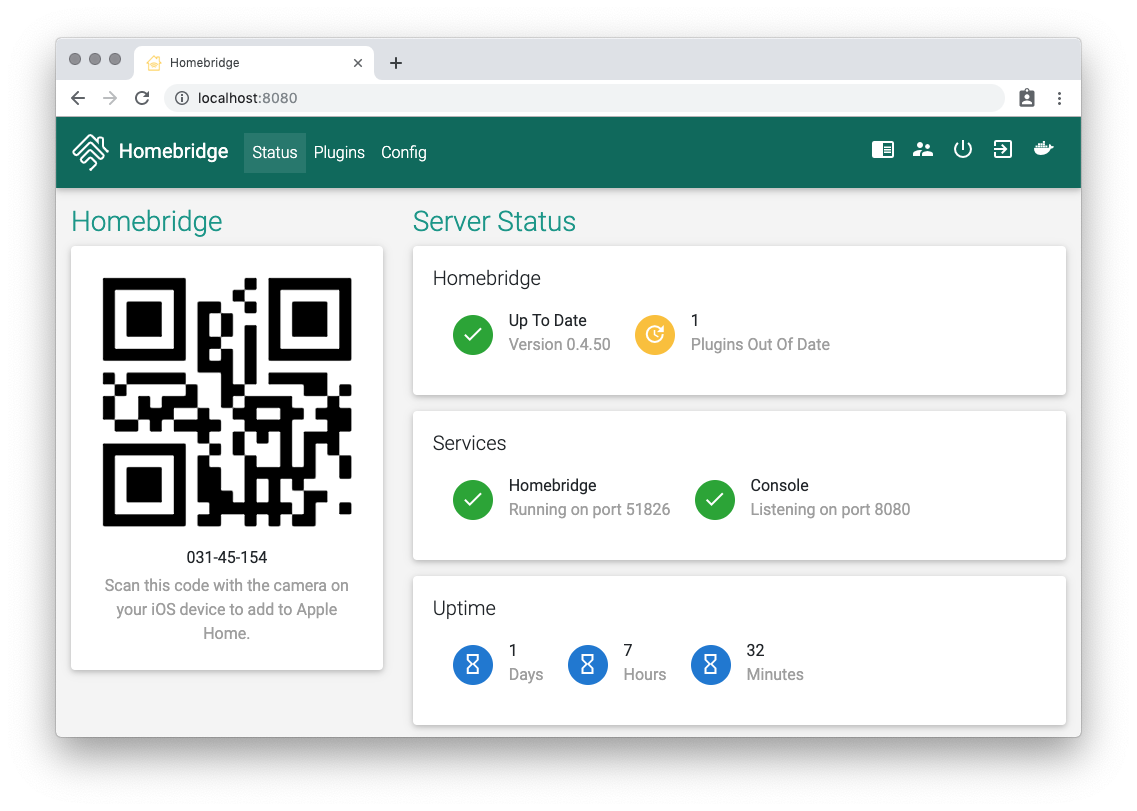 Homebridge
localhost:8080
Homebridge
Status
Plugins
Config
Homebridge
031-45-154
Scan this code with the camera on
your iOS device to add to Apple
Home.
Server Status
Homebridge
Up To Date
Version 0.4.50
1
Plugins Out Of Date
Services
Homebridge
Running on port 51826
Console
Listening on port 8080
Uptime
1
Days
7
Hours
32
Minutes